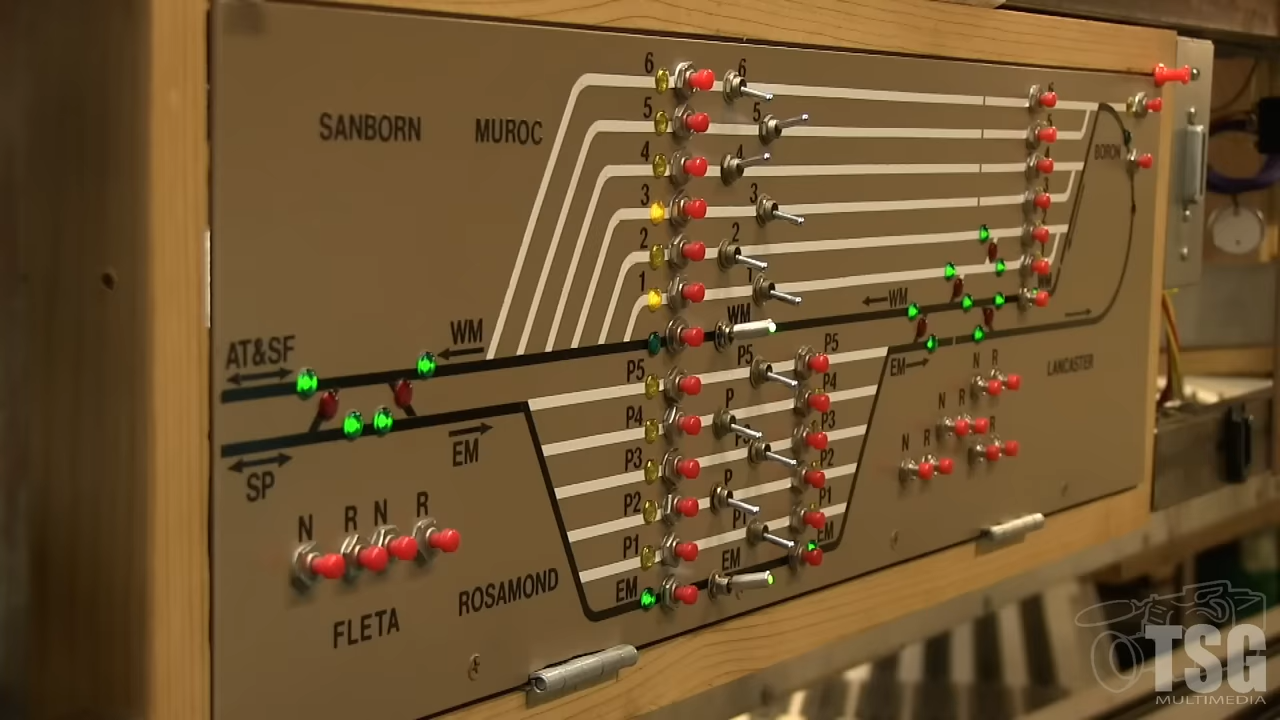 SANBORN MUROC
6 6
5 5
4 4
3 3
2 2
1 1
BORON
WM
WM
WM
AT&SF
SP
EM
EM
LANCASTER
P5 P5 P5
P4 P P4
P3 P3
P2 P P2
P1 P1 P1
EM EM EM
N R
N R
N R
N R N R
FLETA
ROSAMOND
TSG
MULTIMEDIA